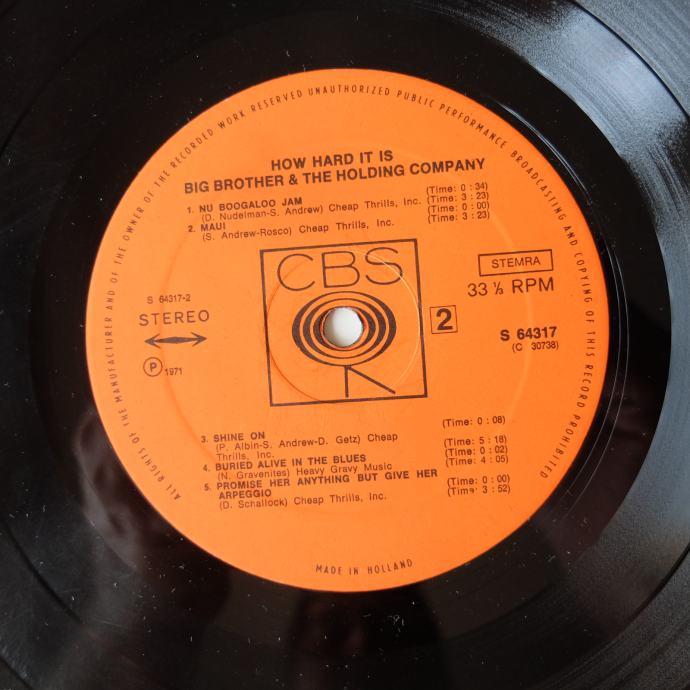 ALL RIGHTS OF THE MANUFACTURER AND OF THE OWNER OF THE RECORDED WORK RESERVED UNAUTHORIZED PUBLIC PERFORMANCE BROADCASTING AND COPYING OF THIS RECORD PROHIBITED
HOW HARD IT IS
BIG BROTHER & THE HOLDING COMPANY
(Time: 0 : 34)
1. NU BOOGALOO JAM (Time: 3 : 23)
(D. Nudelman-S. Andrew) Cheap Thrills, Inc. (Time: 0 : 00)
2. MAUI (Time: 3 : 23)
(S. Andrew-Rosco) Cheap Thrills, Inc.
CBS
STEMRA
33 ⅓ RPM
S 64317-2
STEREO
2
S 64317
(C 30738)
Ⓟ 1971
(Time: 0 : 08)
3. SHINE ON
(P. Albin-S. Andrew-D. Getz) Cheap (Time: 5 : 18)
Thrills, Inc. (Time: 0 : 02)
4. BURIED ALIVE IN THE BLUES (Time: 4 : 05)
(N. Gravenites) Heavy Gravy Music
5. PROMISE HER ANYTHING BUT GIVE HER (Time: 0 : 00)
ARPEGGIO (Time: 3 : 52)
(D. Schallock) Cheap Thrills, Inc.
MADE IN HOLLAND